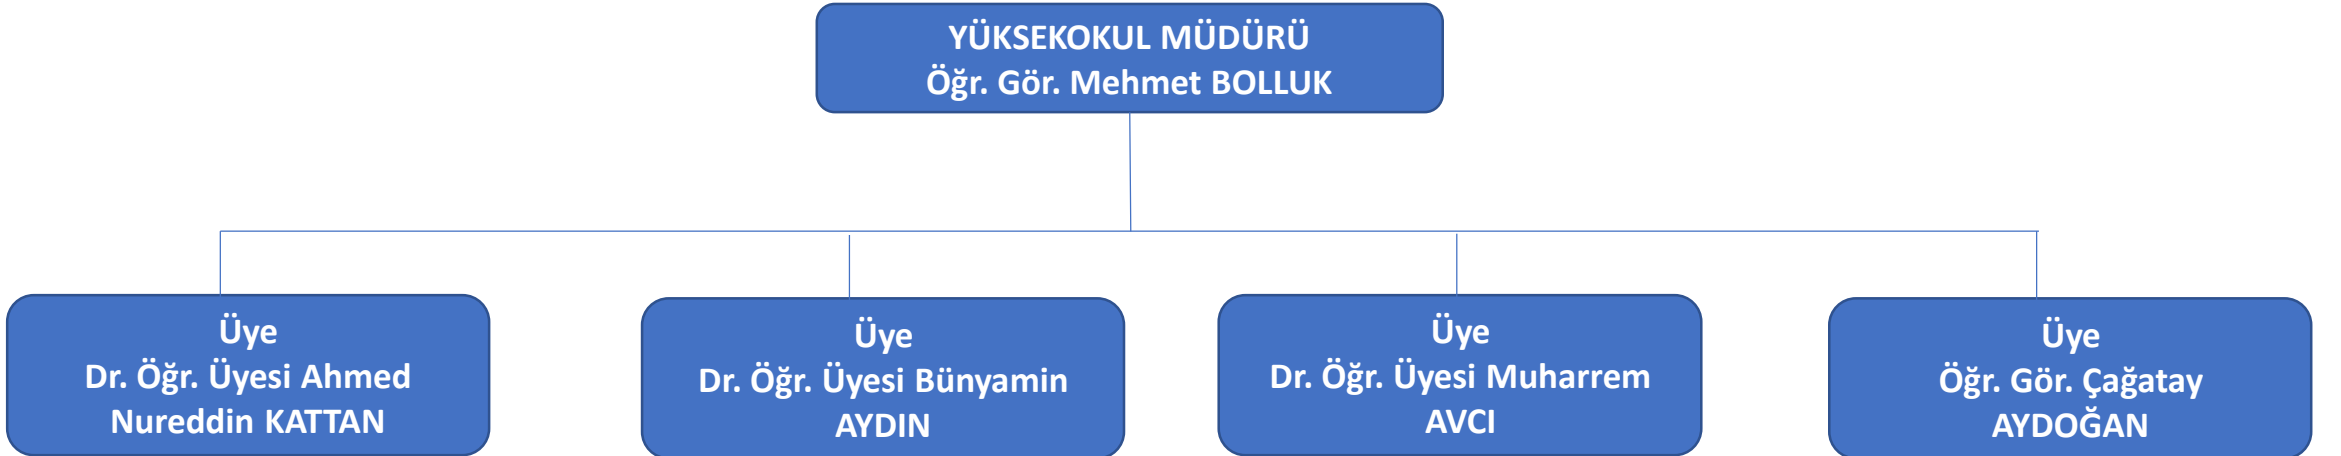 YÜKSEKOKUL MÜDÜRÜ
Öğr. Gör. Mehmet BOLLUK
Üye
Dr. Öğr. Üyesi Ahmed
Nureddin KATTAN
Üye
Dr. Öğr. Üyesi Bünyamin
AYDIN
Üye
Dr. Öğr. Üyesi Muharrem
AVCI
Üye
Öğr. Gör. Çağatay
AYDOĞAN